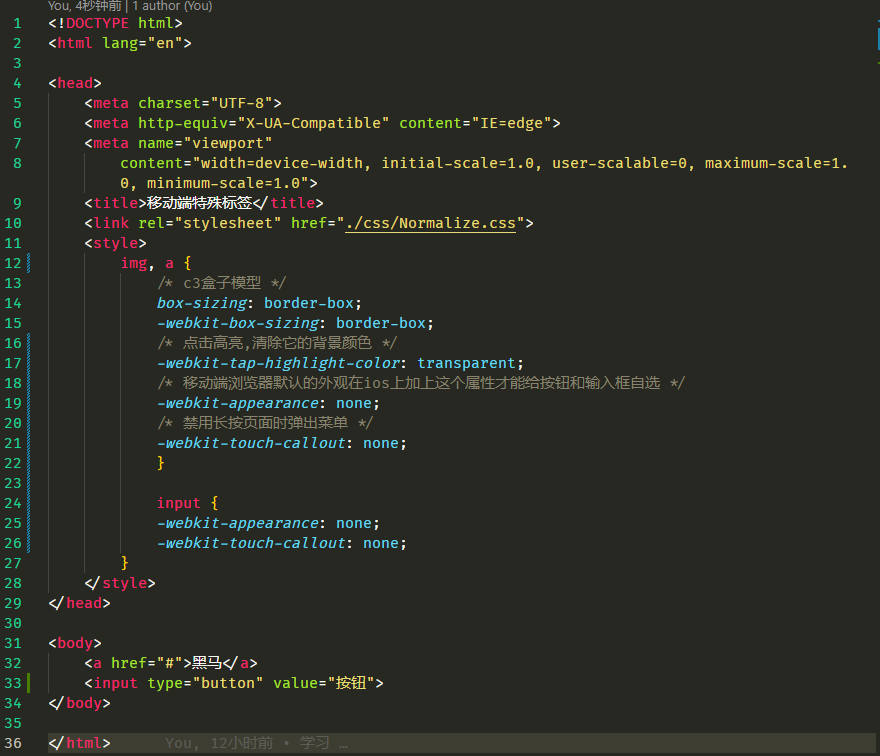 You, 4秒钟前 | 1 author (You)
1 <!DOCTYPE html>
2 <html lang="en">
3
4 <head>
5     <meta charset="UTF-8">
6     <meta http-equiv="X-UA-Compatible" content="IE=edge">
7     <meta name="viewport"
8         content="width=device-width, initial-scale=1.0, user-scalable=0, maximum-scale=1.
        0, minimum-scale=1.0">
9     <title>移动端特殊标签</title>
10     <link rel="stylesheet" href="./css/Normalize.css">
11     <style>
12         img, a {
13             /* c3盒子模型 */
14             box-sizing: border-box;
15             -webkit-box-sizing: border-box;
16             /* 点击高亮,清除它的背景颜色 */
17             -webkit-tap-highlight-color: transparent;
18             /* 移动端浏览器默认的外观在ios上加上这个属性才能给按钮和输入框自选 */
19             -webkit-appearance: none;
20             /* 禁用长按页面时弹出菜单 */
21             -webkit-touch-callout: none;
22             }
23
24             input {
25             -webkit-appearance: none;
26             -webkit-touch-callout: none;
27         }
28     </style>
29 </head>
30
31 <body>
32     <a href="#">黑马</a>
33     <input type="button" value="按钮">
34 </body>
35
36 </html>      You, 12小时前 • 学习 …